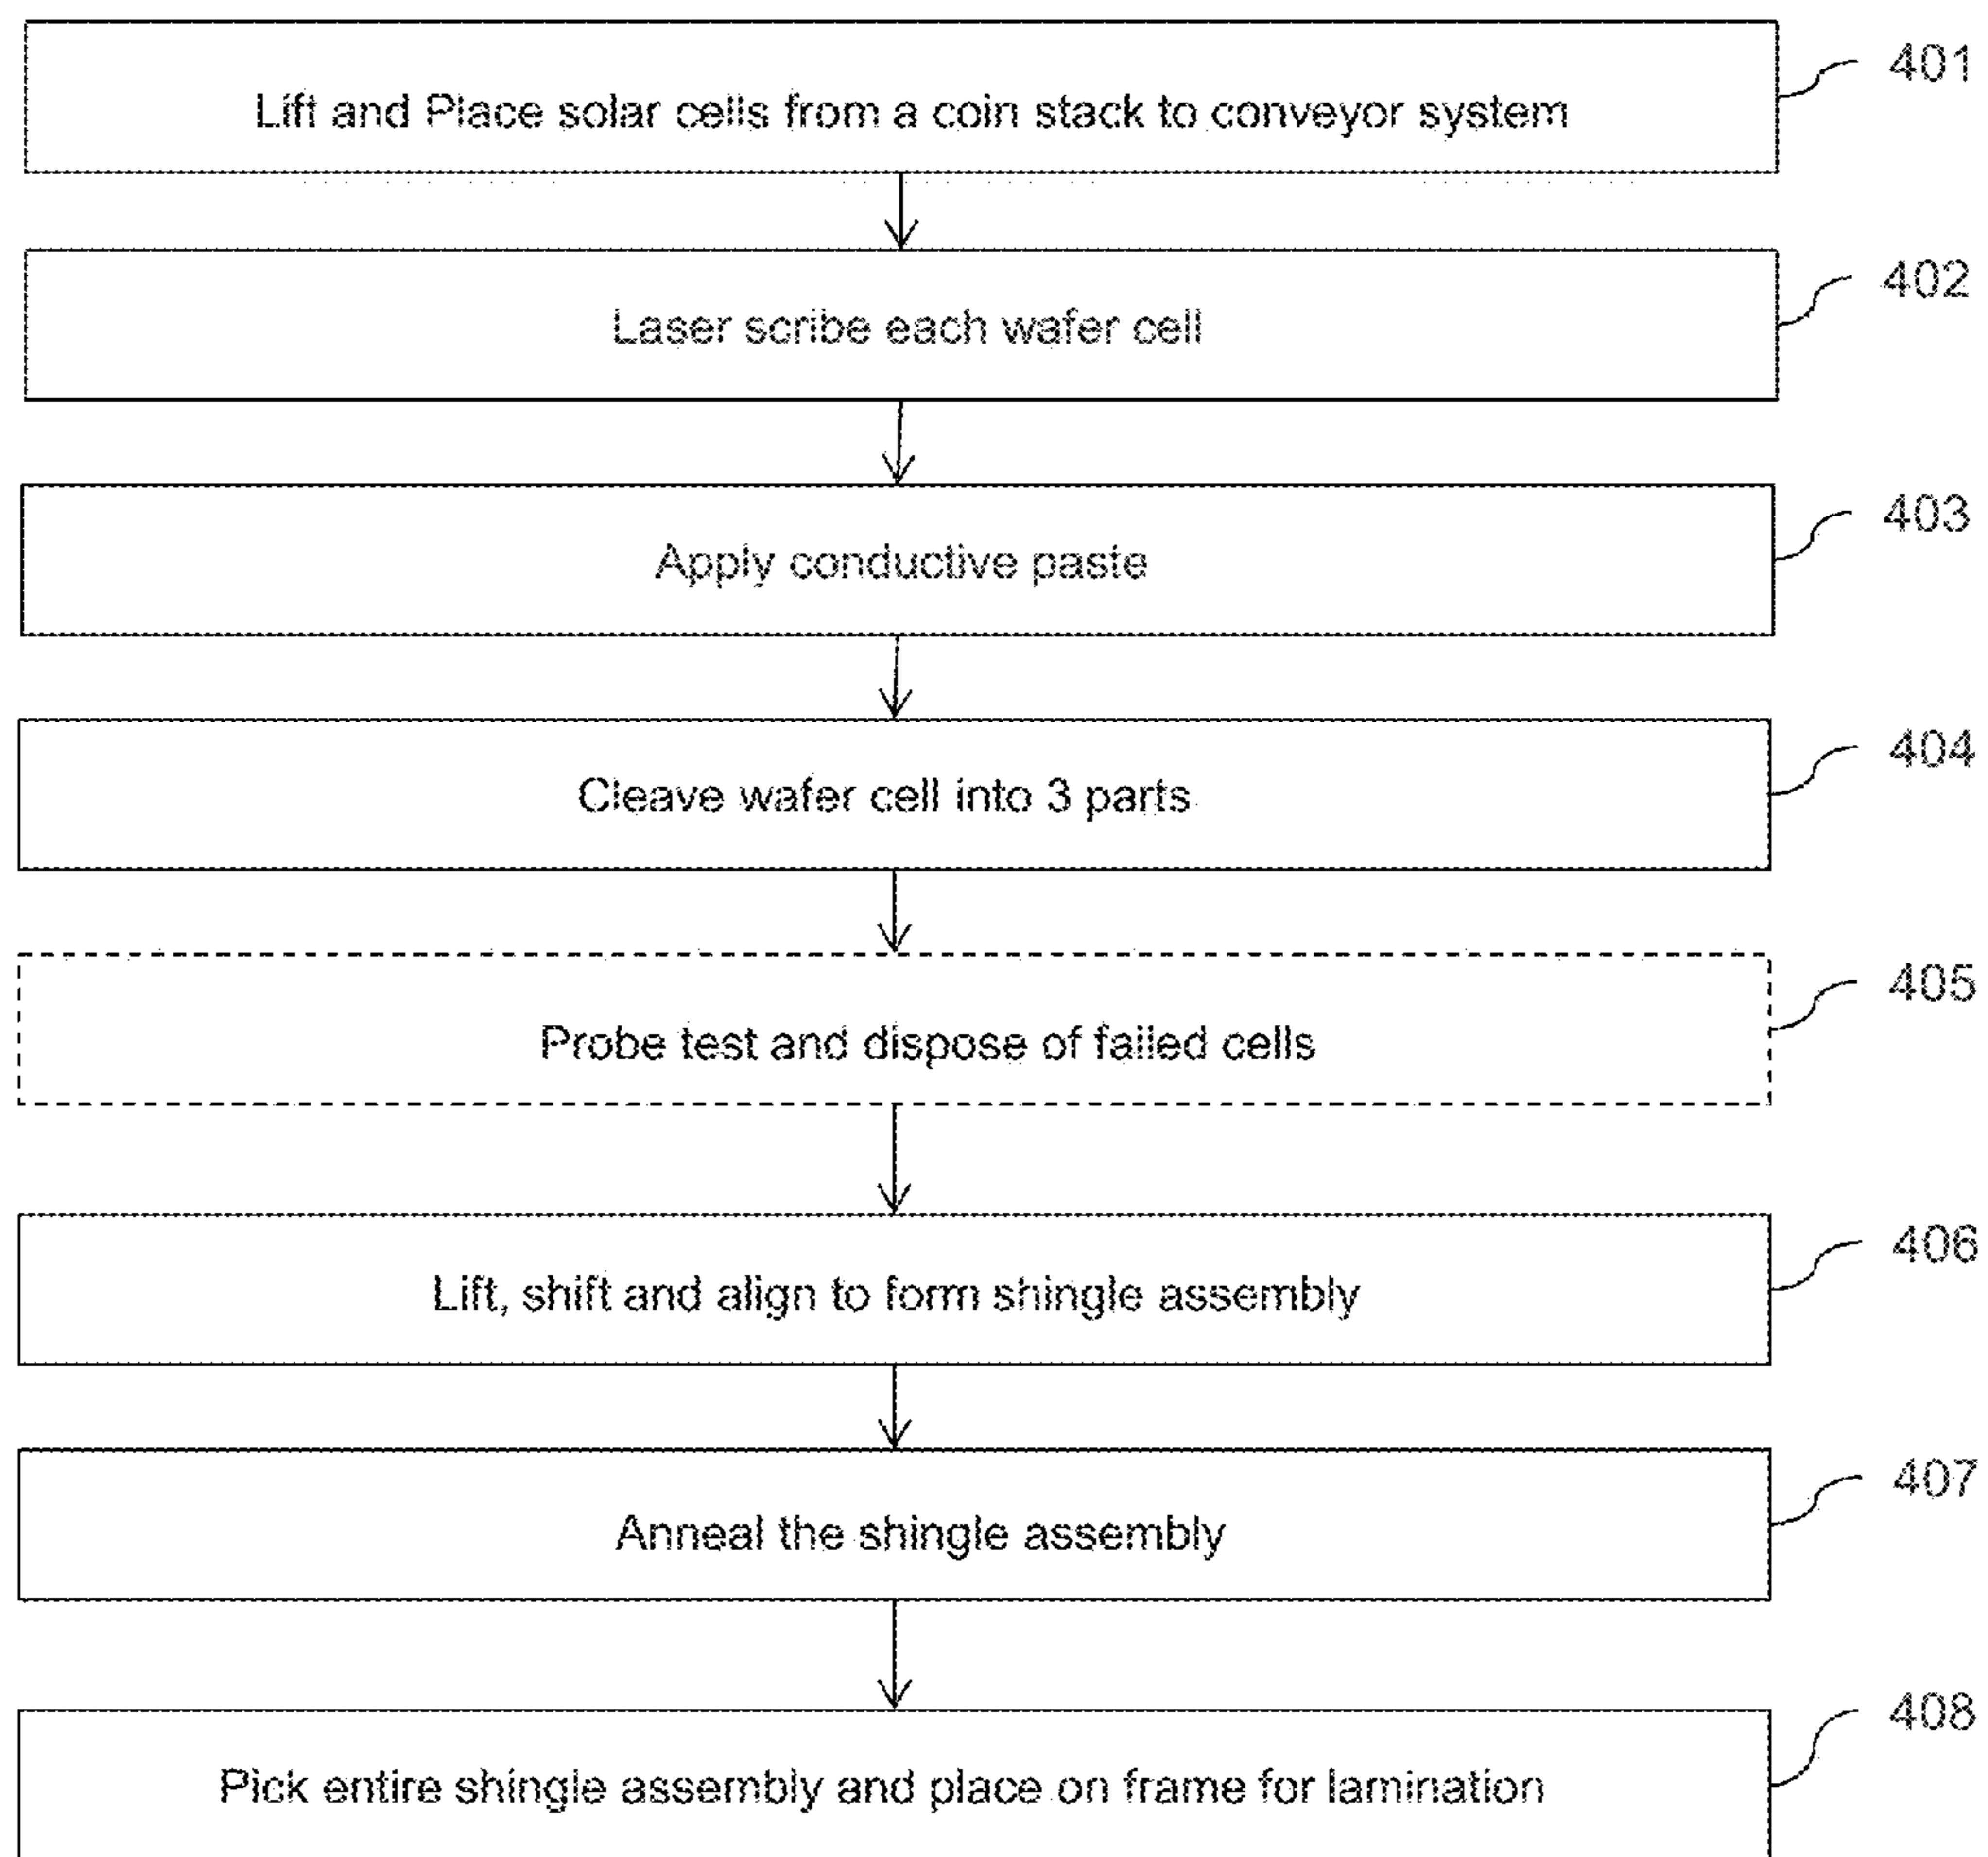 Lift and Place solar cells from a coin stack to conveyor system
401
Laser scribe each wafer cell
402
Apply conductive paste
403
Cleave wafer cell into 3 parts
404
Probe test and dispose of failed cells
405
Lift, shift and align to form shingle assembly
406
Anneal the shingle assembly
407
Pick entire shingle assembly and place on frame for lamination
408